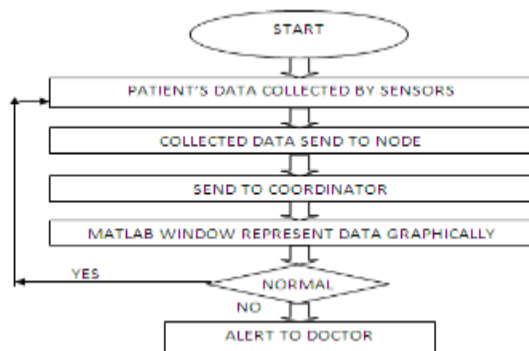 START
PATIENT'S DATA COLLECTED BY SENSORS
COLLECTED DATA SEND TO NODE
SEND TO COORDINATOR
MATLAB WINDOW REPRESENT DATA GRAPHICALLY
YES
NORMAL
NO
ALERT TO DOCTOR